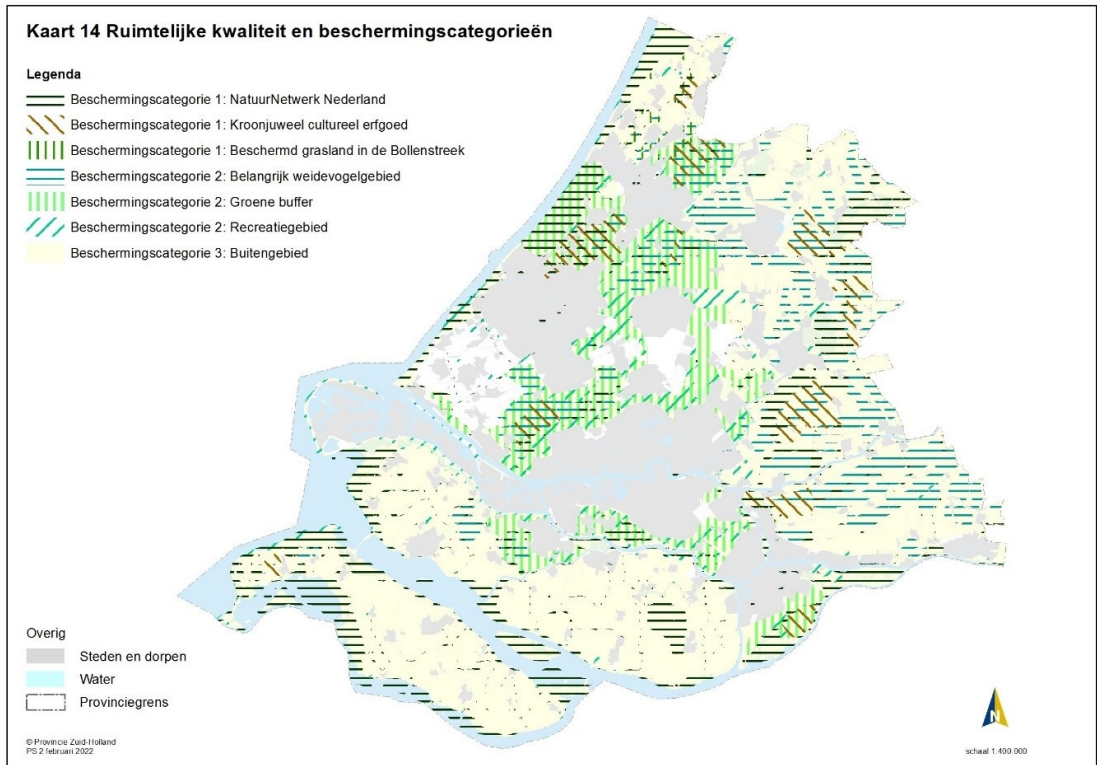 Kaart 14 Ruimtelijke kwaliteit en beschermingscategorieën
Legenda
Beschermingscategorie 1: NatuurNetwerk Nederland
Beschermingscategorie 1: Kroonjuweel cultureel erfgoed
Beschermingscategorie 1: Beschermd grasland in de Bollenstreek
Beschermingscategorie 2: Belangrijk weidevogelgebied
Beschermingscategorie 2: Groene buffer
Beschermingscategorie 2: Recreatiegebied
Beschermingscategorie 3: Buitengebied
Overig
Steden en dorpen
Water
Provinciegrens
© Provincie Zuid-Holland
PS 2 februari 2022
N
schaal 1:400.000